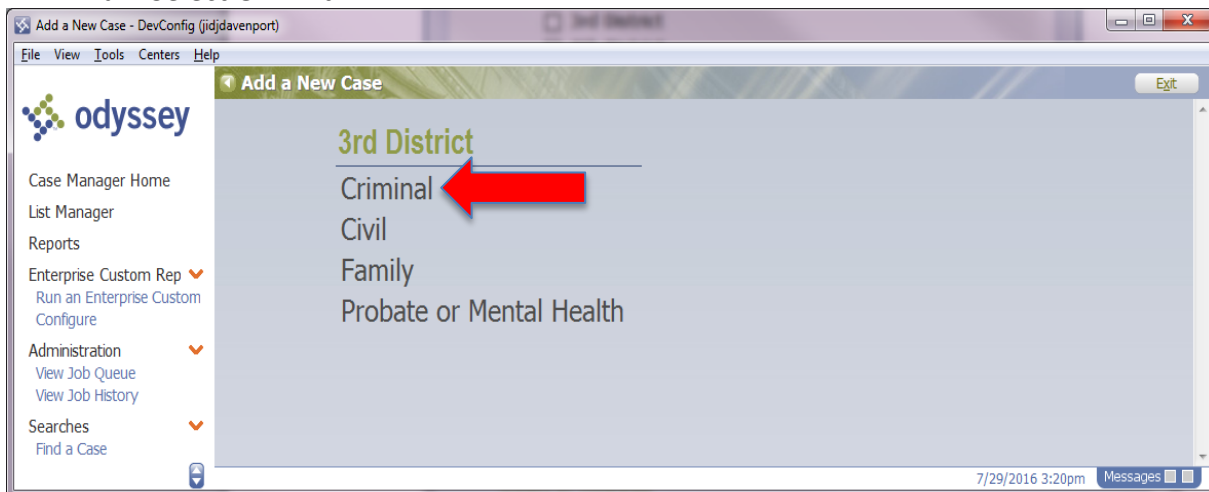 Add a New Case - DevConfig (jidjdavenport)
3rd District
File View Tools Centers Help
Add a New Case
Exit
odyssey
3rd District
Case Manager Home
List Manager
Reports
Enterprise Custom Rep
Run an Enterprise Custom
Configure
Administration
View Job Queue
View Job History
Searches
Find a Case
Criminal
Civil
Family
Probate or Mental Health
7/29/2016 3:20pm
Messages